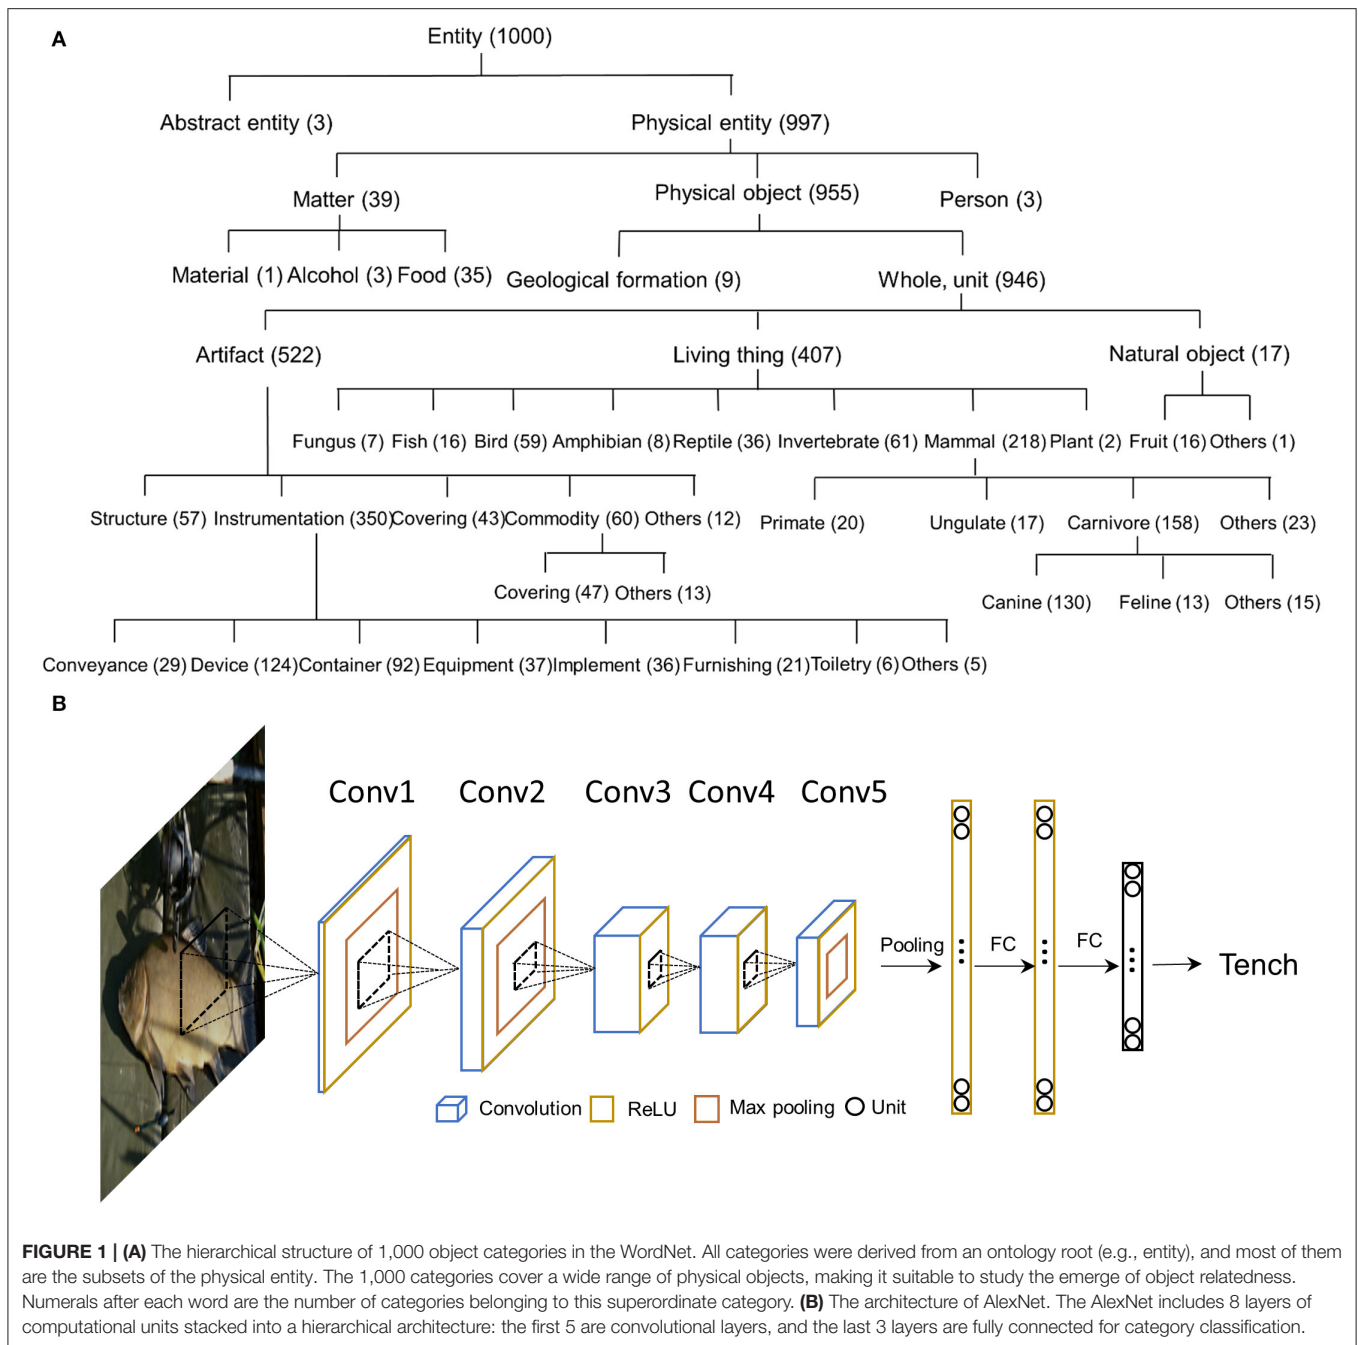 A
Entity (1000)
Abstract entity (3) Physical entity (997)
Matter (39) Physical object (955) Person (3)
Material (1) Alcohol (3) Food (35) Geological formation (9) Whole, unit (946)
Artifact (522) Living thing (407) Natural object (17)
Fungus (7) Fish (16) Bird (59) Amphibian (8) Reptile (36) Invertebrate (61) Mammal (218) Plant (2) Fruit (16) Others (1)
Structure (57) Instrumentation (350) Covering (43) Commodity (60) Others (12) Primate (20) Ungulate (17) Carnivore (158) Others (23)
Covering (47) Others (13) Canine (130) Feline (13) Others (15)
Conveyance (29) Device (124) Container (92) Equipment (37) Implement (36) Furnishing (21) Toiletry (6) Others (5)
B
Conv1 Conv2 Conv3 Conv4 Conv5
Pooling FC FC
Tench
Convolution ReLU Max pooling Unit
FIGURE 1 | (A) The hierarchical structure of 1,000 object categories in the WordNet. All categories were derived from an ontology root (e.g., entity), and most of them
are the subsets of the physical entity. The 1,000 categories cover a wide range of physical objects, making it suitable to study the emerge of object relatedness.
Numerals after each word are the number of categories belonging to this superordinate category. (B) The architecture of AlexNet. The AlexNet includes 8 layers of
computational units stacked into a hierarchical architecture: the first 5 are convolutional layers, and the last 3 layers are fully connected for category classification.